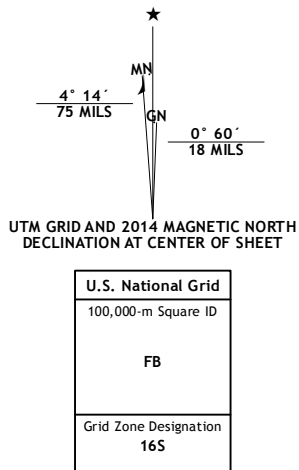 MN
4° 14´
75 MILS
GN
0° 60´
18 MILS
UTM GRID AND 2014 MAGNETIC NORTH
DECLINATION AT CENTER OF SHEET
U.S. National Grid
100,000-m Square ID
FB
Grid Zone Designation
16S